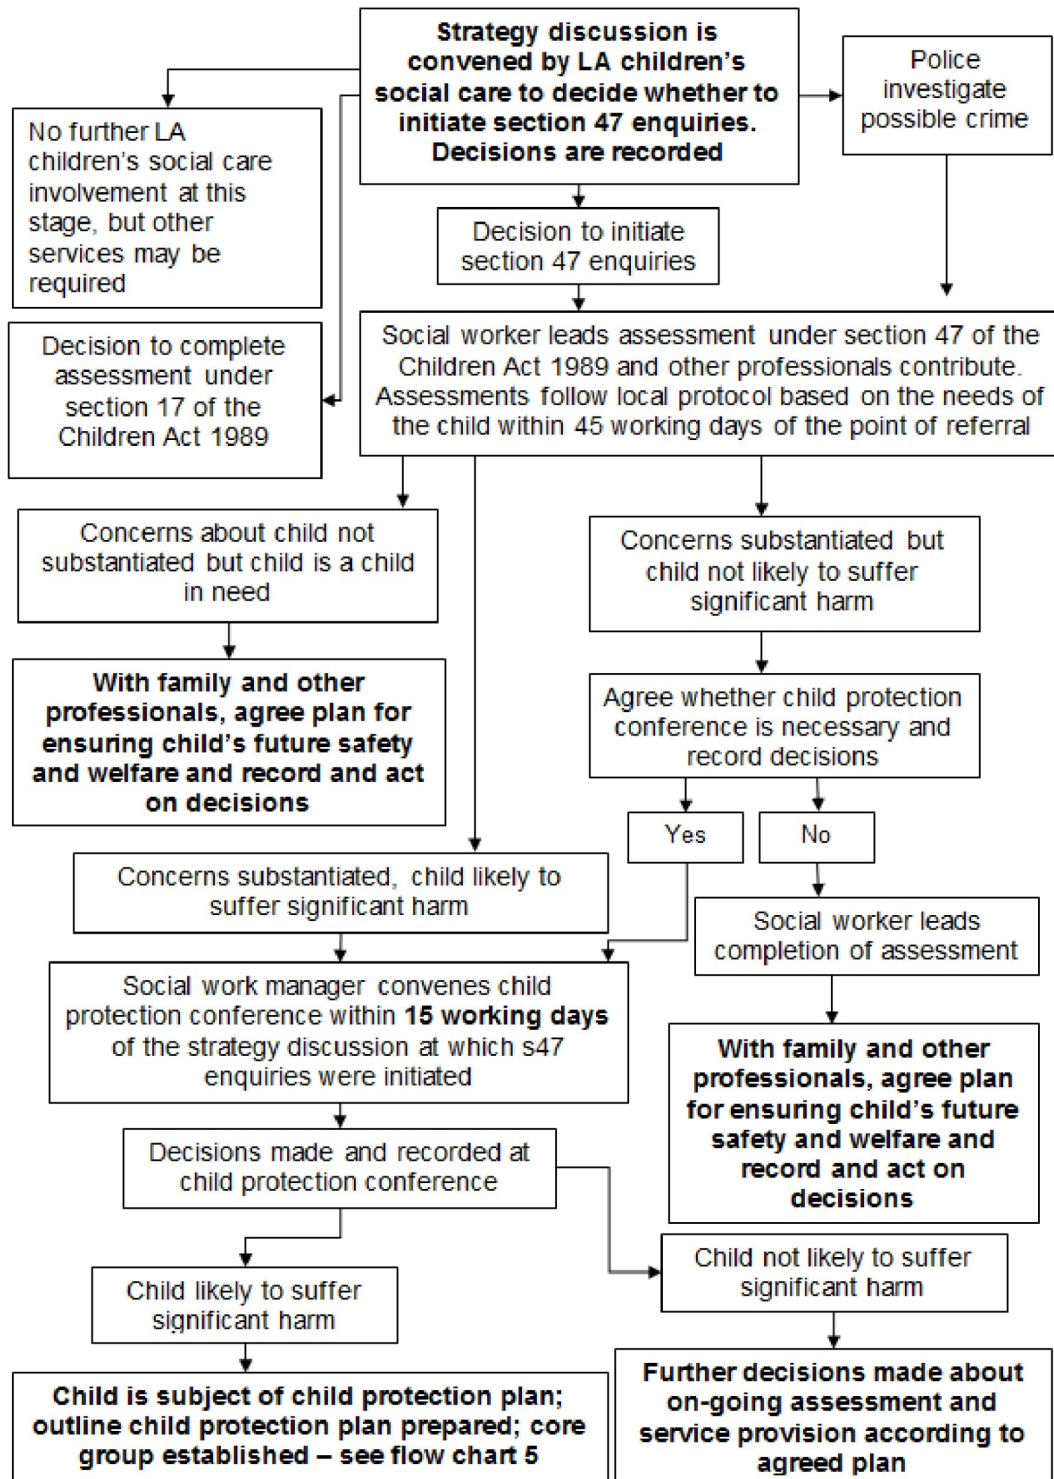 Strategy discussion is
convened by LA children’s
social care to decide whether to
initiate section 47 enquiries.
Decisions are recorded
Police
investigate
possible crime
No further LA
children’s social care
involvement at this
stage, but other
services may be
required
Decision to initiate
section 47 enquiries
Decision to complete
assessment under
section 17 of the
Children Act 1989
Social worker leads assessment under section 47 of the
Children Act 1989 and other professionals contribute.
Assessments follow local protocol based on the needs of
the child within 45 working days of the point of referral
Concerns about child not
substantiated but child is a child
in need
Concerns substantiated but
child not likely to suffer
significant harm
With family and other
professionals, agree plan for
ensuring child’s future safety
and welfare and record and act
on decisions
Agree whether child protection
conference is necessary and
record decisions
Yes
No
Concerns substantiated, child likely to
suffer significant harm
Social worker leads
completion of assessment
Social work manager convenes child
protection conference within 15 working days
of the strategy discussion at which s47
enquiries were initiated
With family and other
professionals, agree plan
for ensuring child’s future
safety and welfare and
record and act on
decisions
Decisions made and recorded at
child protection conference
Child not likely to suffer
significant harm
Child likely to suffer
significant harm
Child is subject of child protection plan;
outline child protection plan prepared; core
group established – see flow chart 5
Further decisions made about
on-going assessment and
service provision according to
agreed plan